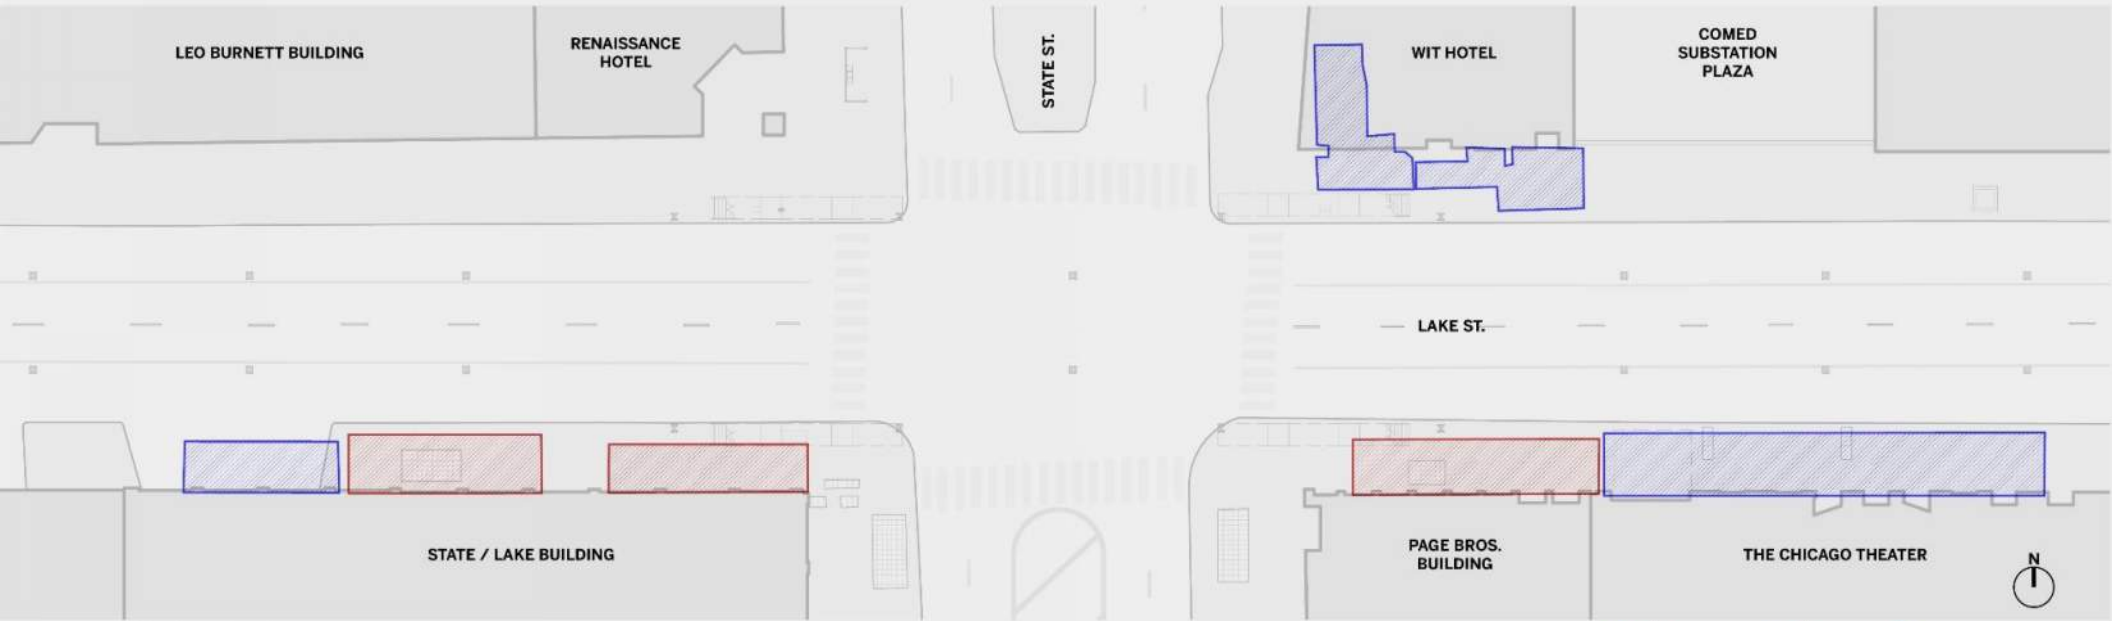 LEO BURNETT BUILDING
RENAISSANCE
HOTEL
STATE ST.
WIT HOTEL
COMED
SUBSTATION
PLAZA
LAKE ST.
STATE / LAKE BUILDING
PAGE BROS.
BUILDING
THE CHICAGO THEATER
N